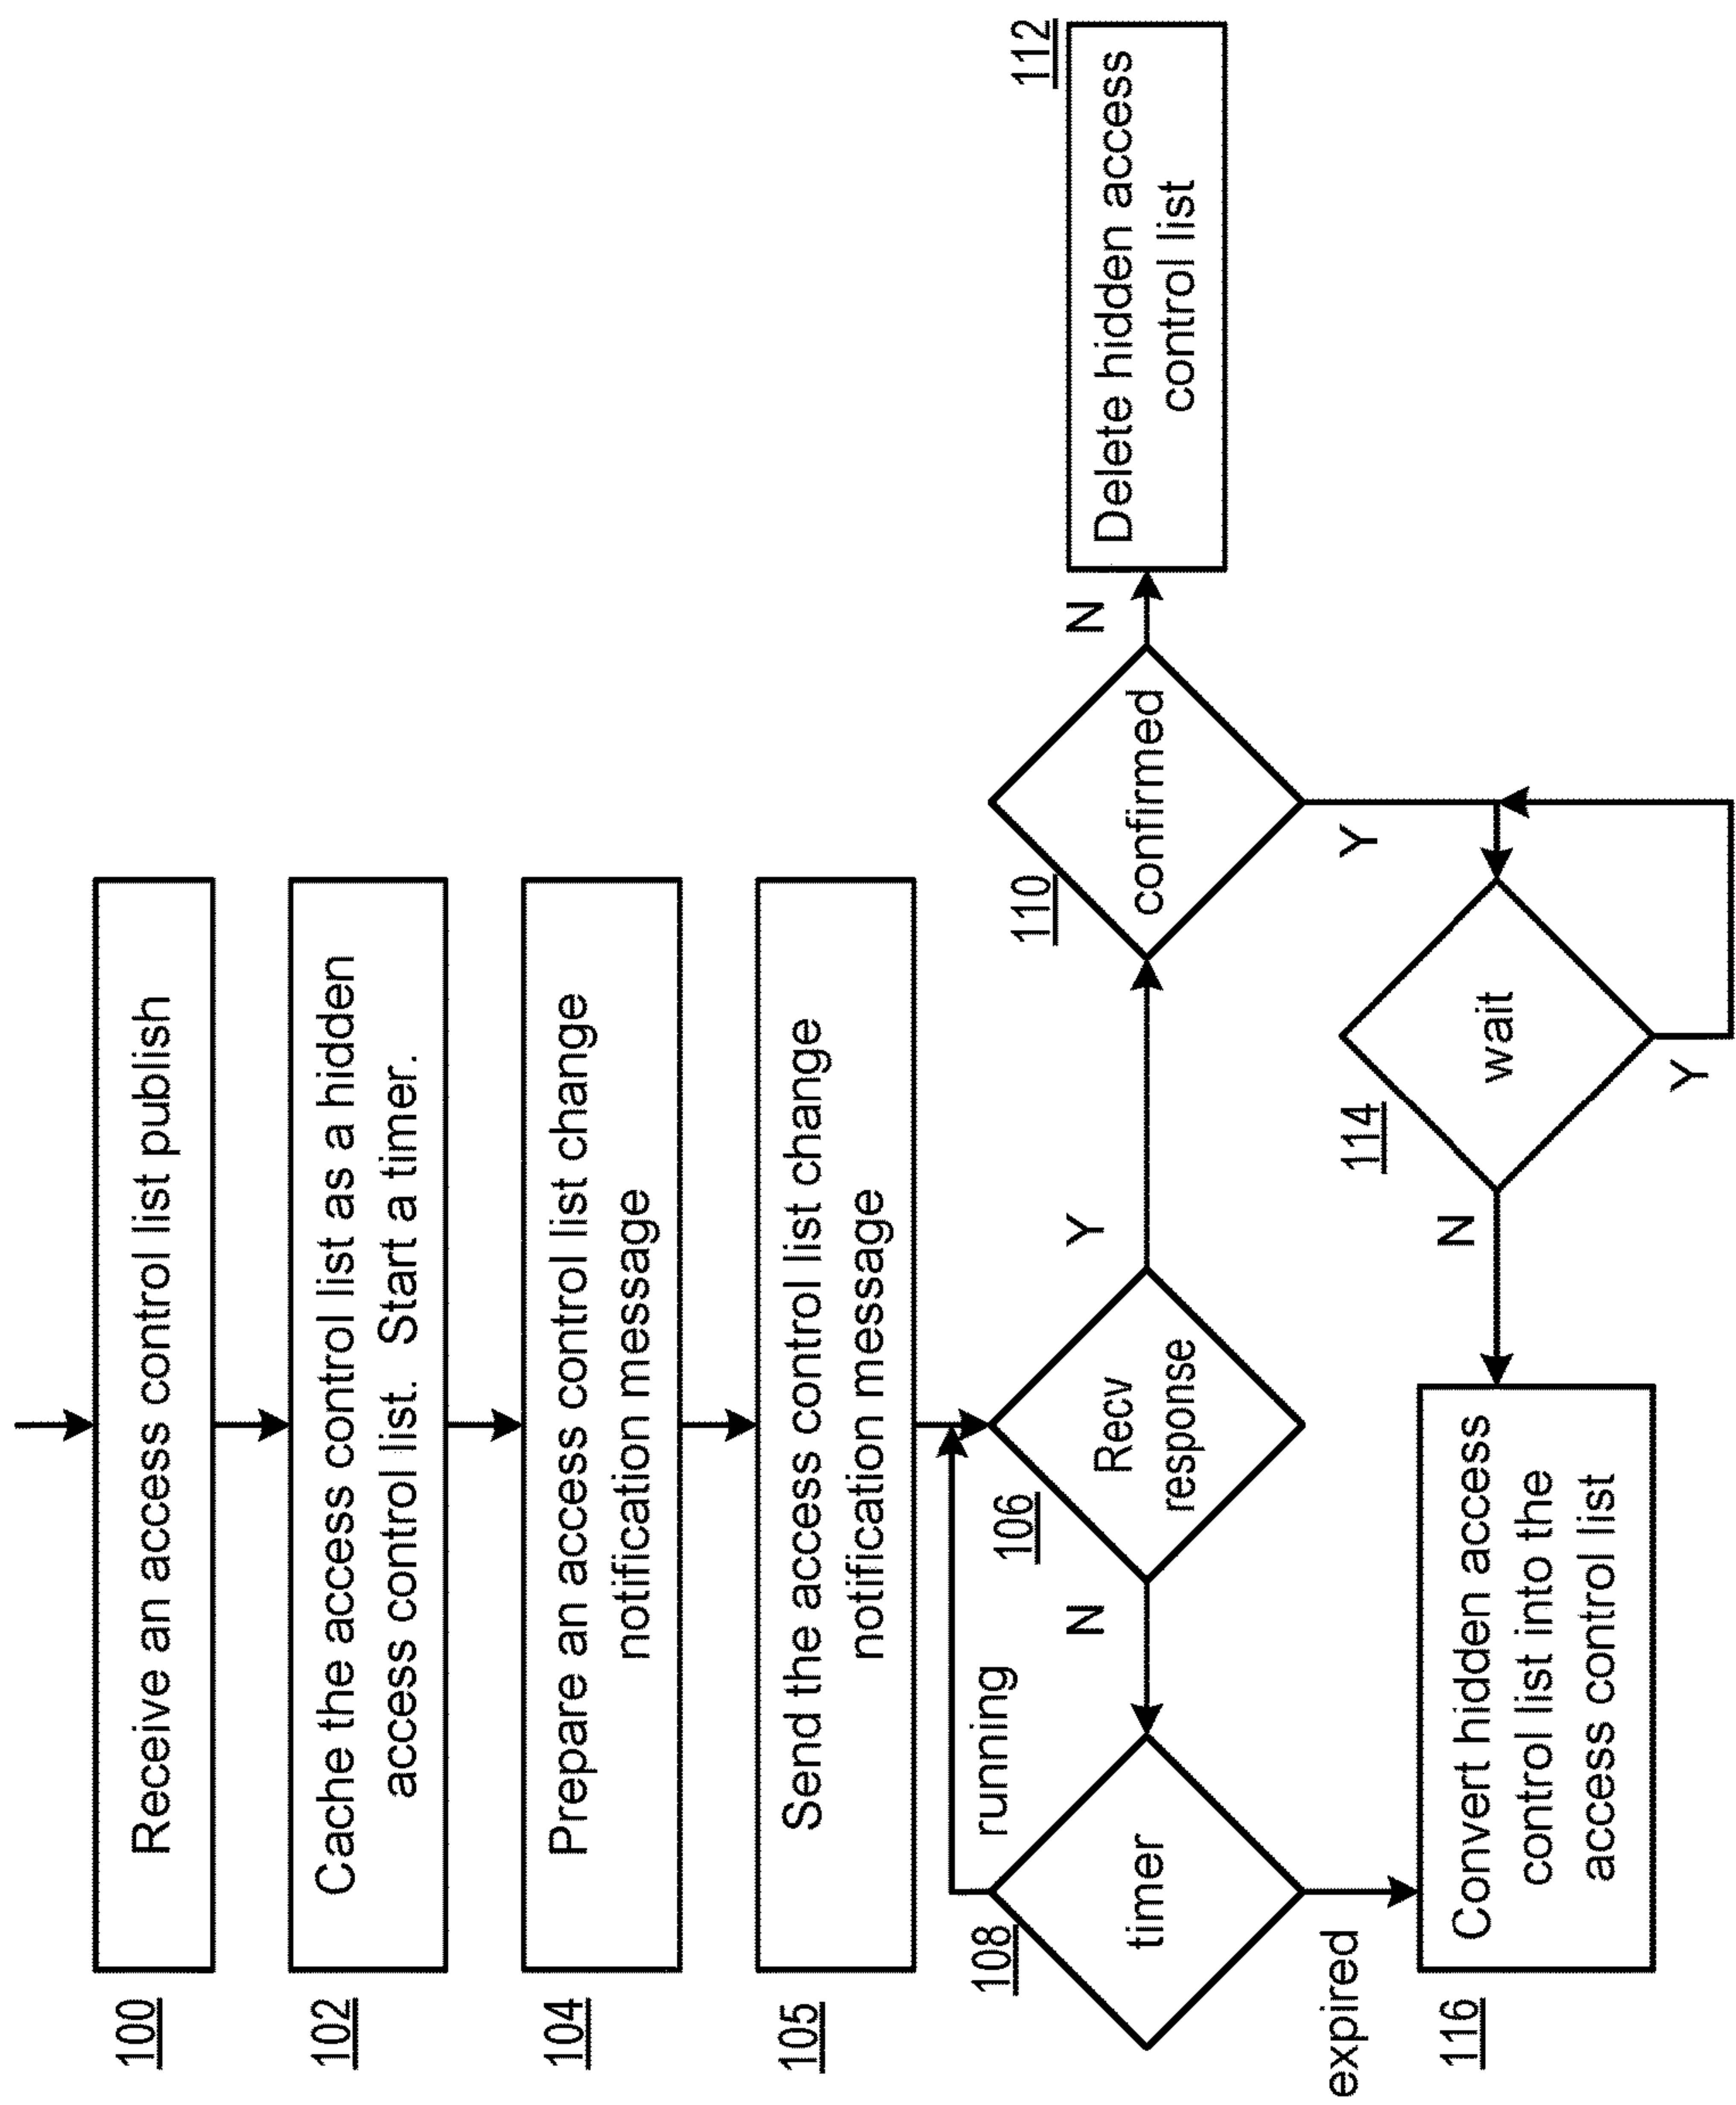 100
Receive an access control list publish
102
Cache the access control list as a hidden
access control list. Start a timer.
104
Prepare an access control list change
notification message
105
Send the access control list change
notification message
running
108
timer
N
106
Recv
response
Y
110
confirmed
N
112
Delete hidden access
control list
expired
Y
116
Convert hidden access
control list into the
access control list
N
114
wait
Y